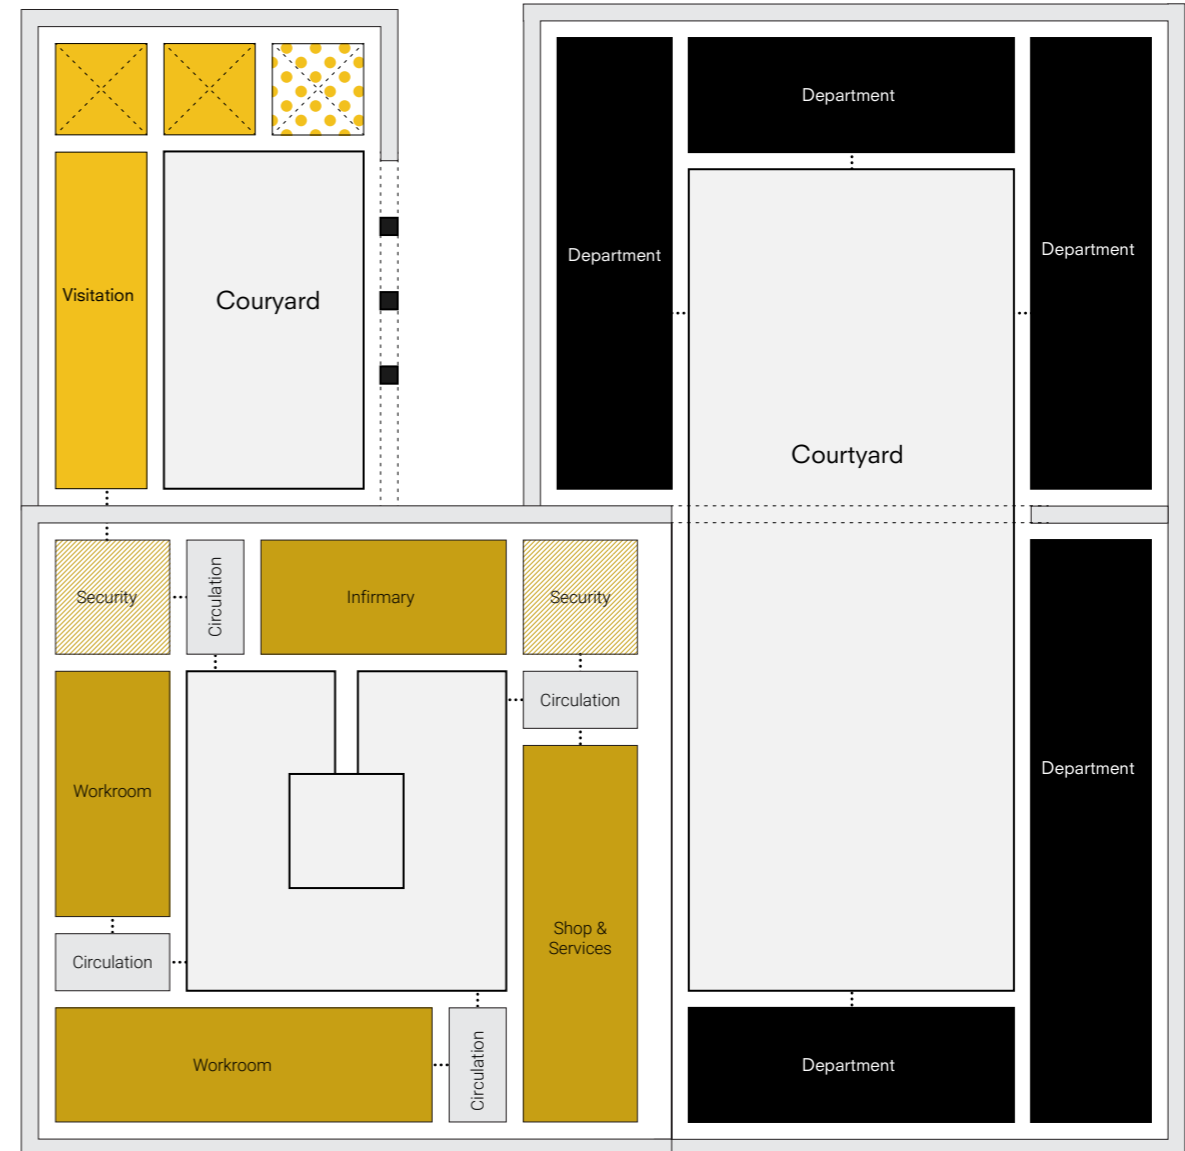 Department
Department
Department
Visitation
Couryard
Courtyard
Security
Circulation
Infirmary
Security
Circulation
Workroom
Department
Shop &
Services
Circulation
Workroom
Circulation
Department